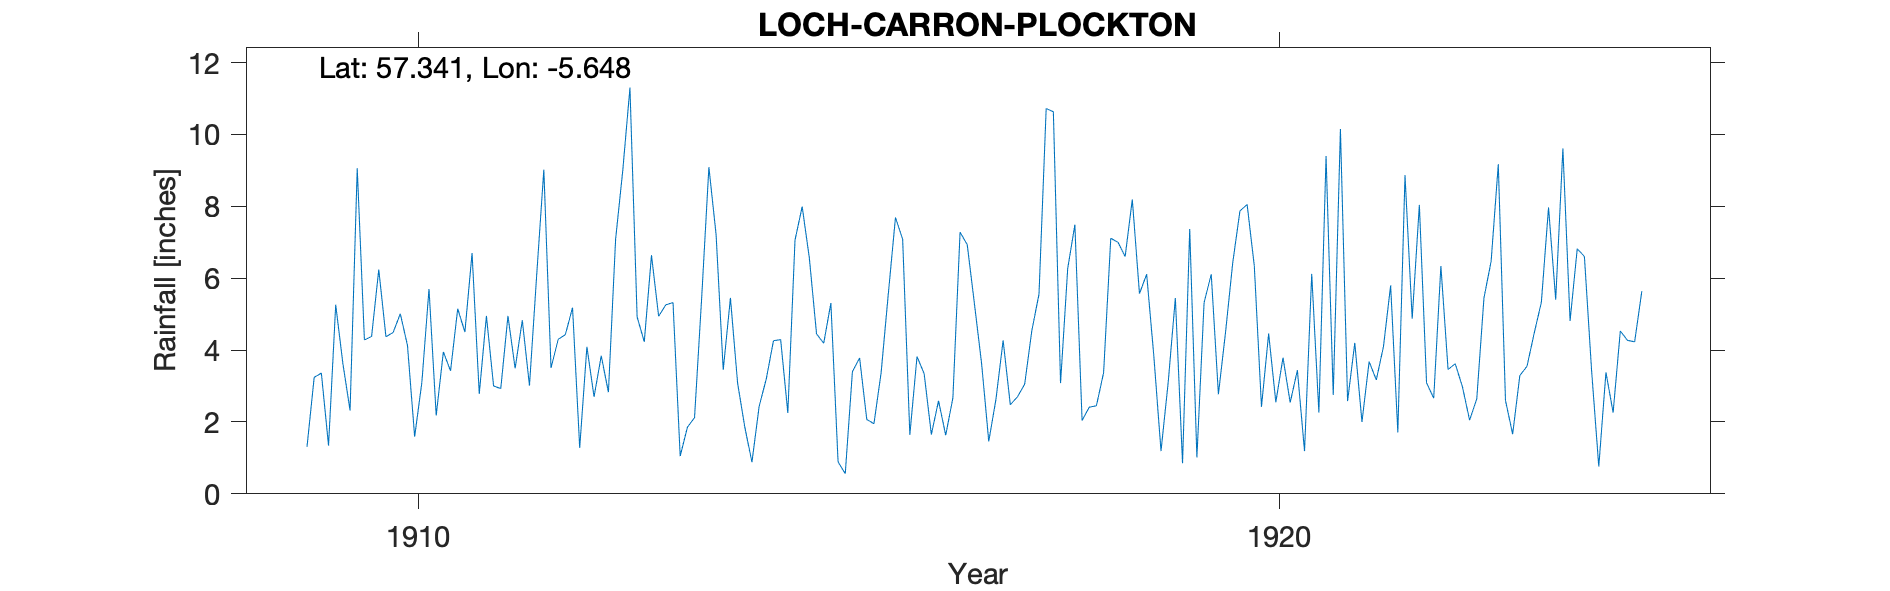 LOCH-CARRON-PLOCKTON
Lat: 57.341, Lon: -5.648
12
10
8
6
4
2
0
Rainfall [inches]
1910 1920
Year